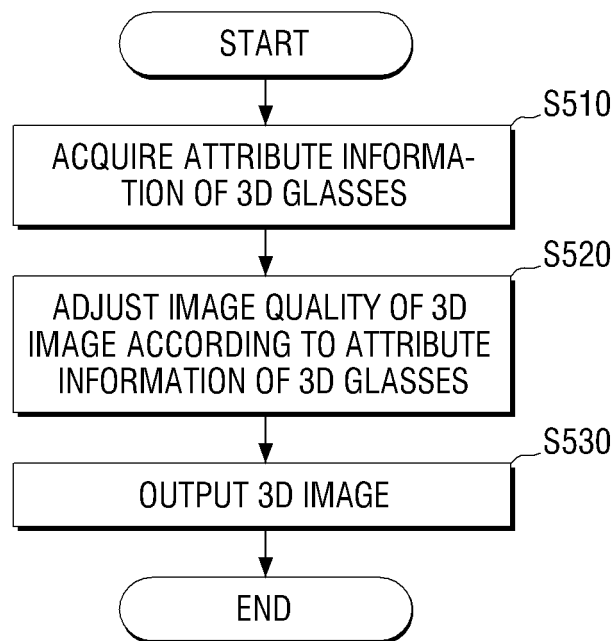 START
S510
ACQUIRE ATTRIBUTE INFORMA-
TION OF 3D GLASSES
S520
ADJUST IMAGE QUALITY OF 3D
IMAGE ACCORDING TO ATTRIBUTE
INFORMATION OF 3D GLASSES
S530
OUTPUT 3D IMAGE
END